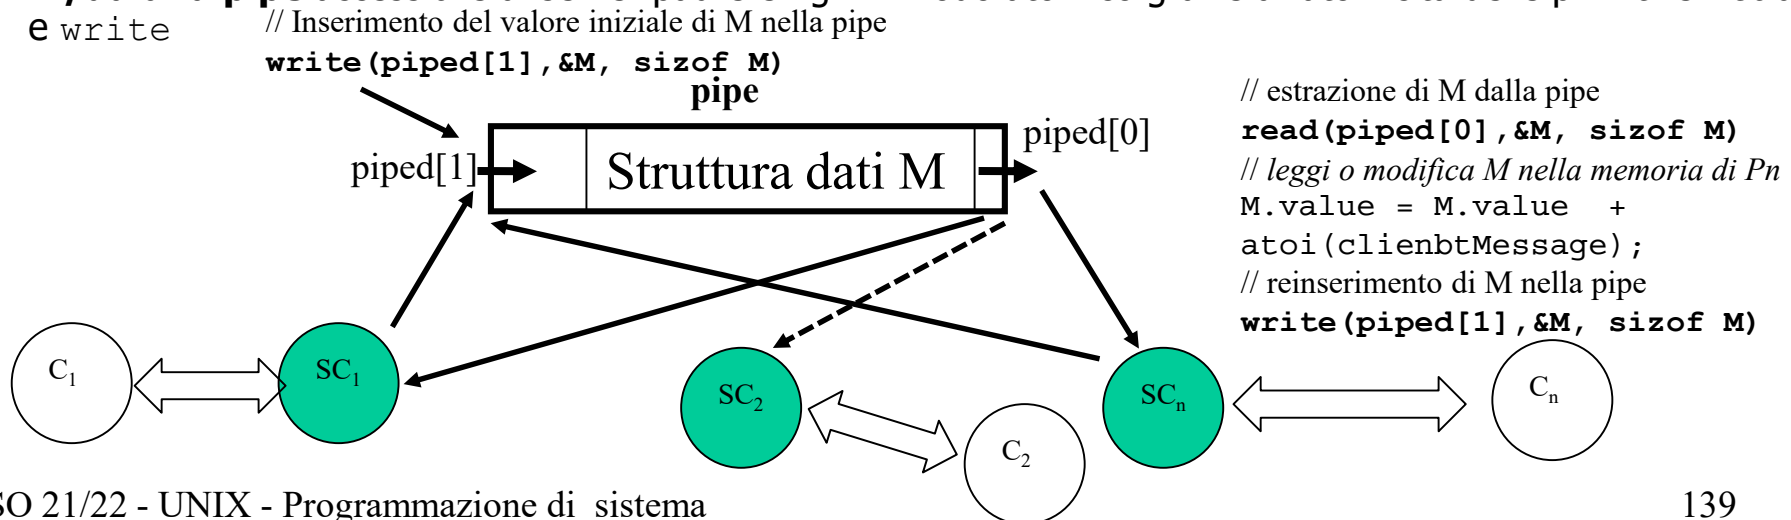 e write
// Inserimento del valore iniziale di M nella pipe
write(piped[1],&M, sizof M)
pipe
piped[1]
Struttura dati M
piped[0]
// estrazione di M dalla pipe
read(piped[0],&M, sizof M)
// leggi o modifica M nella memoria di Pn
M.value = M.value +
atoi(clienbtMessage);
// reinserimento di M nella pipe
write(piped[1],&M, sizof M)
C1
SC1
SC2
C2
SCn
Cn
SO 21/22 - UNIX - Programmazione di sistema
139